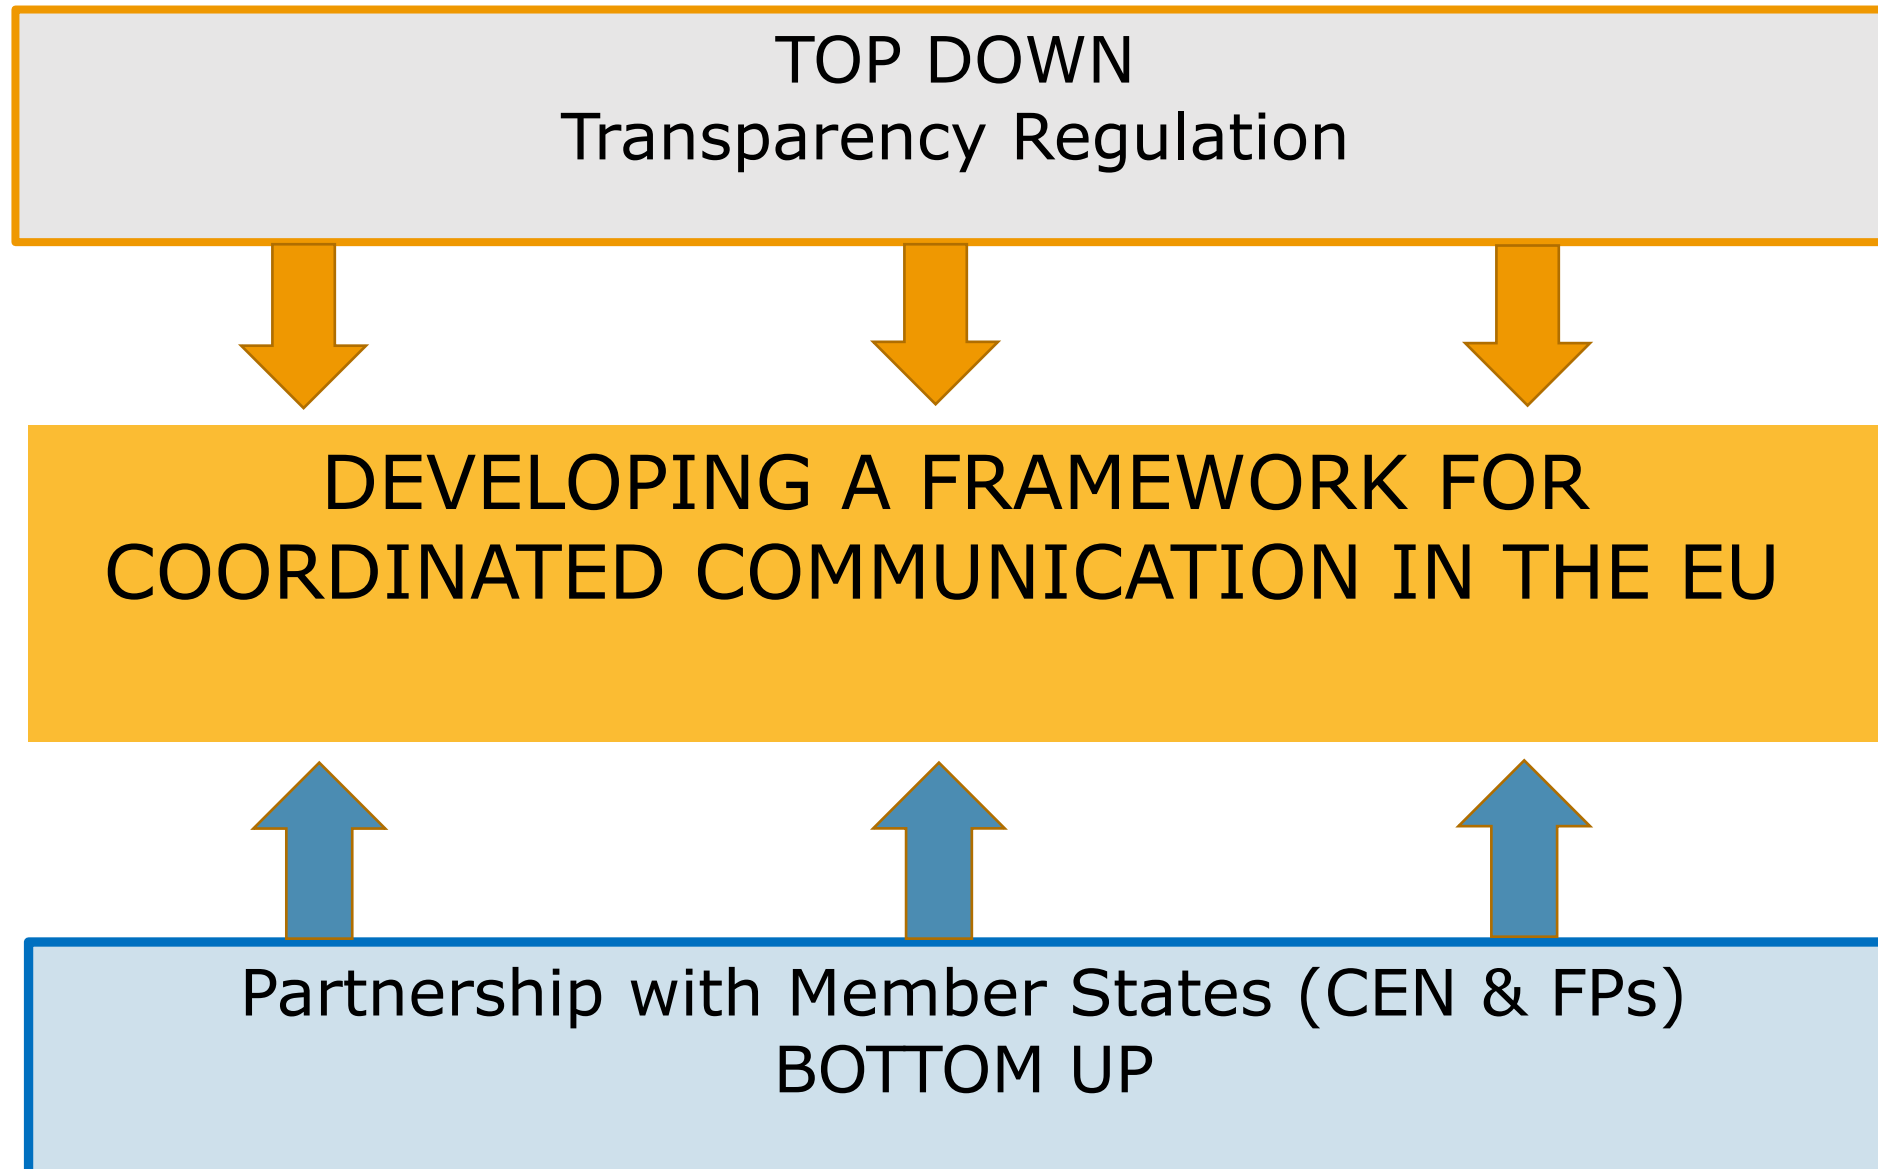 TOP DOWN
Transparency Regulation
DEVELOPING A FRAMEWORK FOR
COORDINATED COMMUNICATION IN THE EU
Partnership with Member States (CEN & FPs)
BOTTOM UP